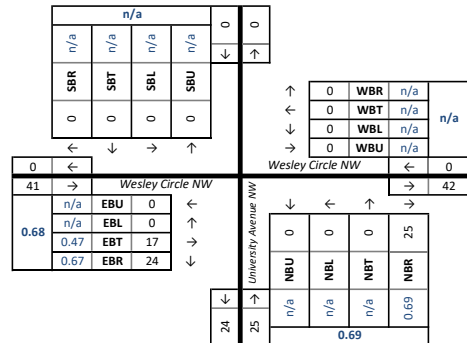 n/a
n/a n/a n/a n/a
SBR SBT SBL SBU
0 0 0 0
← ↓ → ↑
0 0
↓ ↑
↑ 0 WBR n/a
← 0 WBT n/a
↓ 0 WBL n/a
→ 0 WBU n/a
n/a
0 ←
41 →
Wesley Circle NW
Wesley Circle NW
← 0
→ 42
0.68
n/a EBU 0 ←
n/a EBL 0 ↑
0.47 EBT 17 →
0.67 EBR 24 ↓
University Avenue NW
↓ ↑
24 25
↓ ← ↑ →
0 0 0 25
NBU NBL NBT NBR
n/a n/a n/a 0.69
0.69